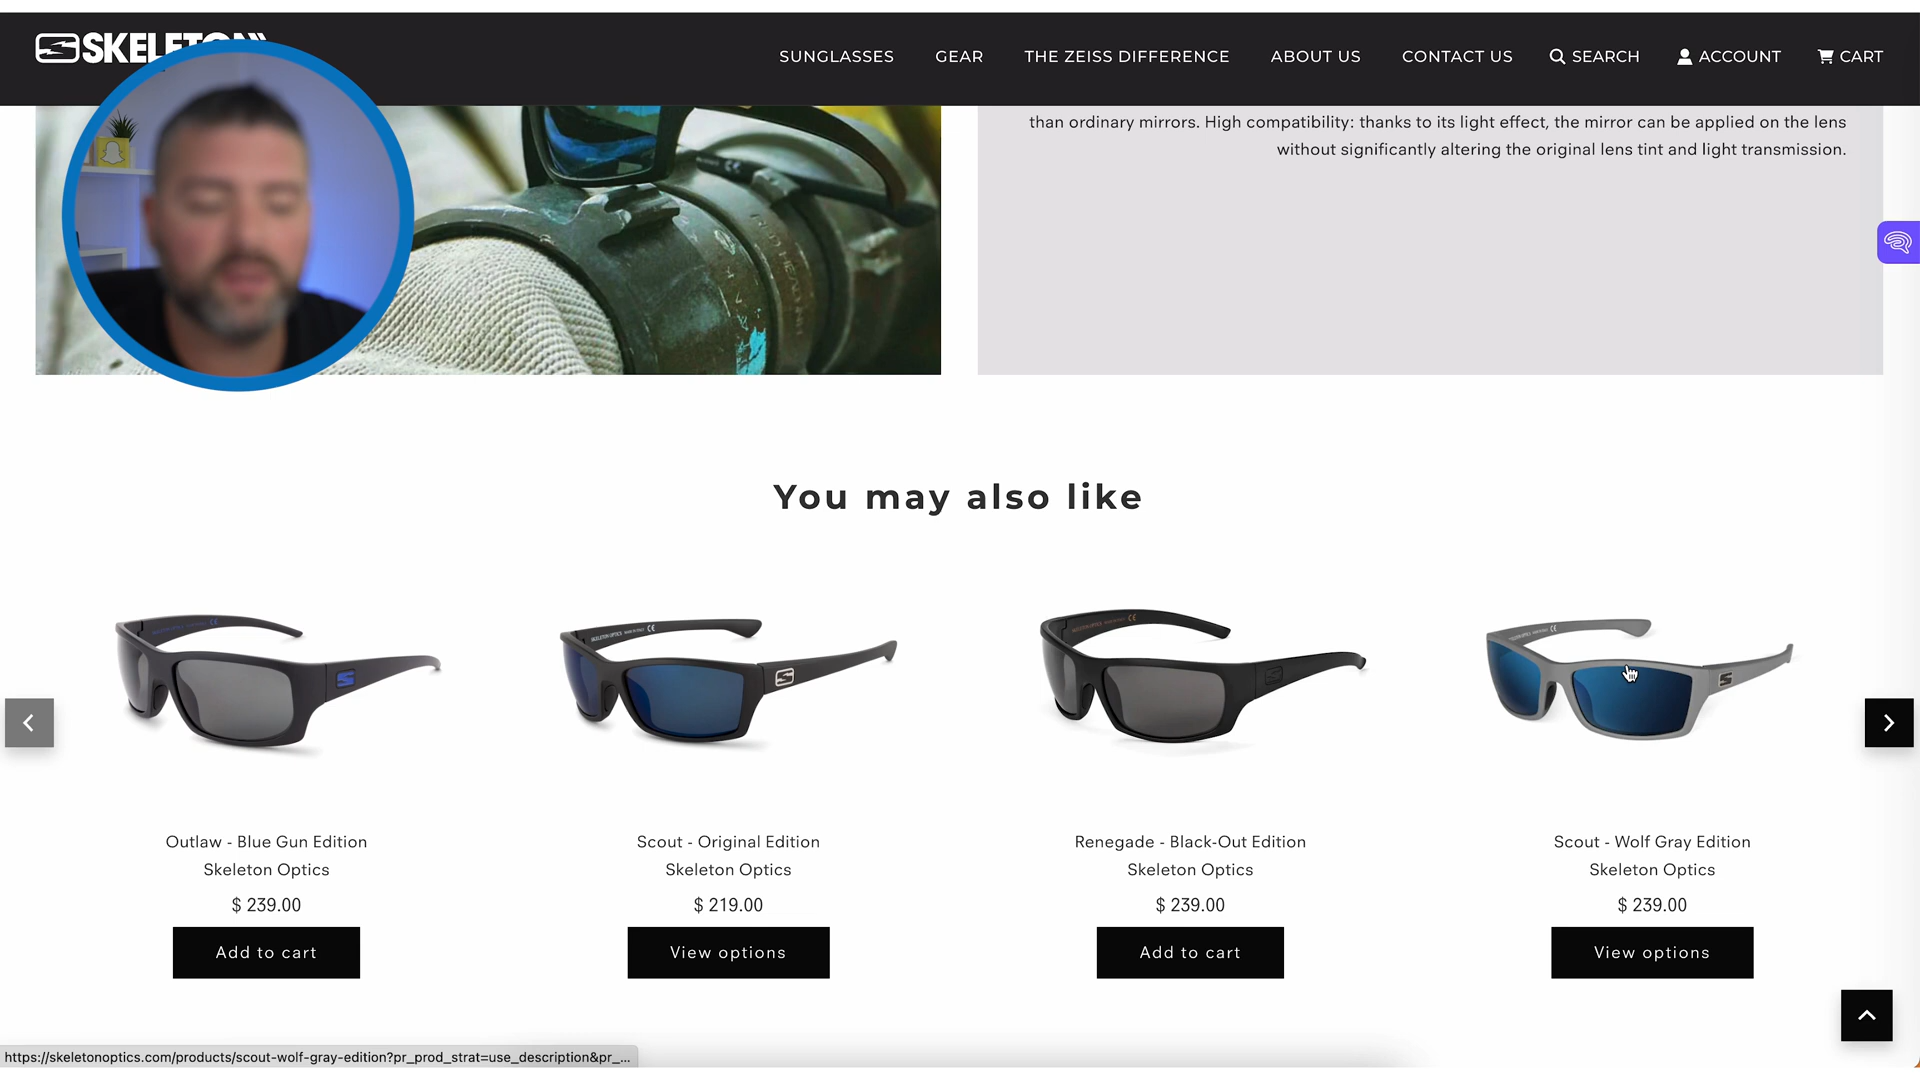 SKELETON
SUNGLASSES
GEAR
THE ZEISS DIFFERENCE
ABOUT US
CONTACT US
SEARCH
ACCOUNT
CART
than ordinary mirrors. High compatibility: thanks to its light effect, the mirror can be applied on the lens
without significantly altering the original lens tint and light transmission.
You may also like
Outlaw - Blue Gun Edition
Skeleton Optics
$ 239.00
Add to cart
Scout - Original Edition
Skeleton Optics
$ 219.00
View options
Renegade - Black-Out Edition
Skeleton Optics
$ 239.00
Add to cart
Scout - Wolf Gray Edition
Skeleton Optics
$ 239.00
View options
https://skeletonoptics.com/products/scout-wolf-gray-edition?pr_prod_strat=use_description&pr_...